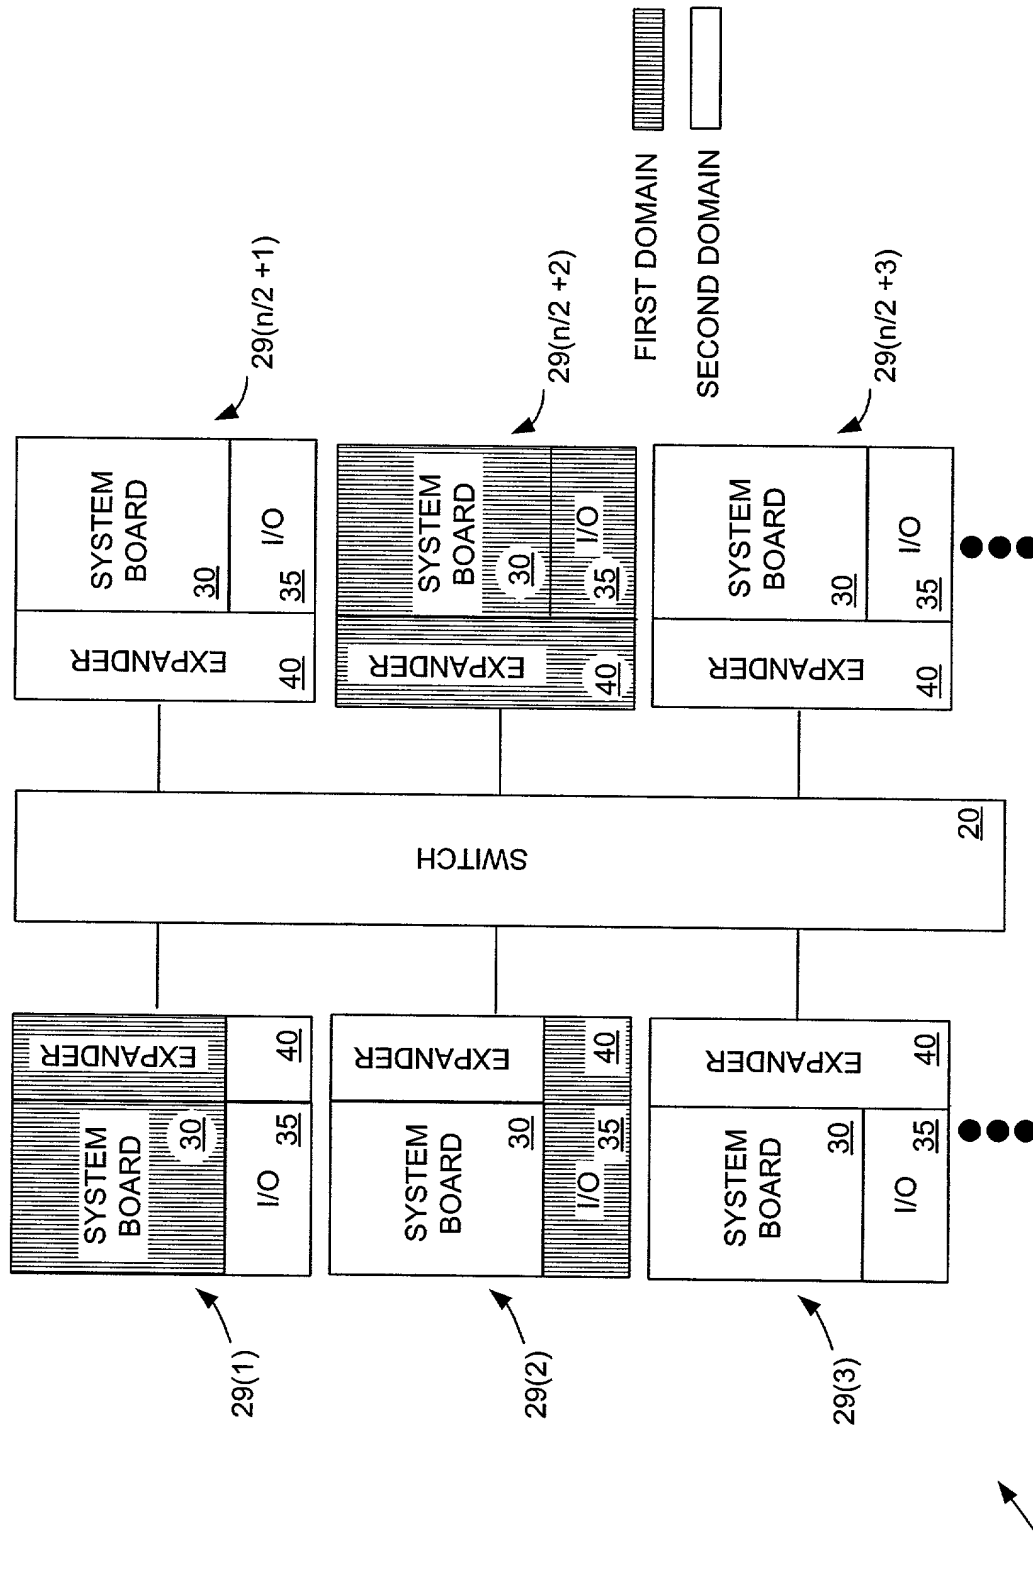 29(1)
SYSTEM
BOARD
30
EXPANDER
I/O
35
40
29(2)
SYSTEM
BOARD
30
EXPANDER
I/O
35
40
29(3)
SYSTEM
BOARD
30
EXPANDER
I/O
35
40
SWITCH
20
29(n/2 +1)
EXPANDER
40
SYSTEM
BOARD
30
I/O
35
29(n/2 +2)
EXPANDER
40
SYSTEM
BOARD
30
I/O
35
29(n/2 +3)
EXPANDER
40
SYSTEM
BOARD
30
I/O
35
FIRST DOMAIN
SECOND DOMAIN